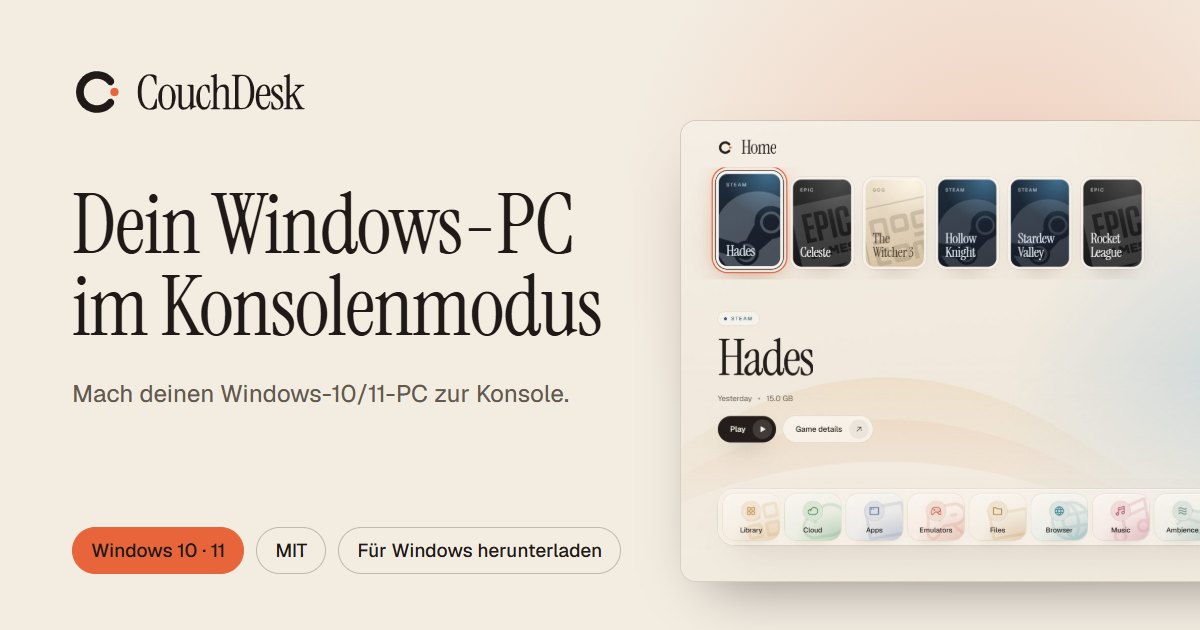 CouchDesk
Dein Windows-PC
im Konsolenmodus
Mach deinen Windows-10/11-PC zur Konsole.
Windows 10 · 11
MIT
Für Windows herunterladen
Home
STEAM
Hades
EPIC
EPIC
Celeste
GOG
The
Witcher 3
STEAM
Hollow
Knight
STEAM
Stardew
Valley
EPIC
EPIC
Rocket
League
STEAM
Hades
Yesterday • 15.0 GB
Play
Game details
Library
Cloud
Apps
Emulators
Files
Browser
Music
Ambience